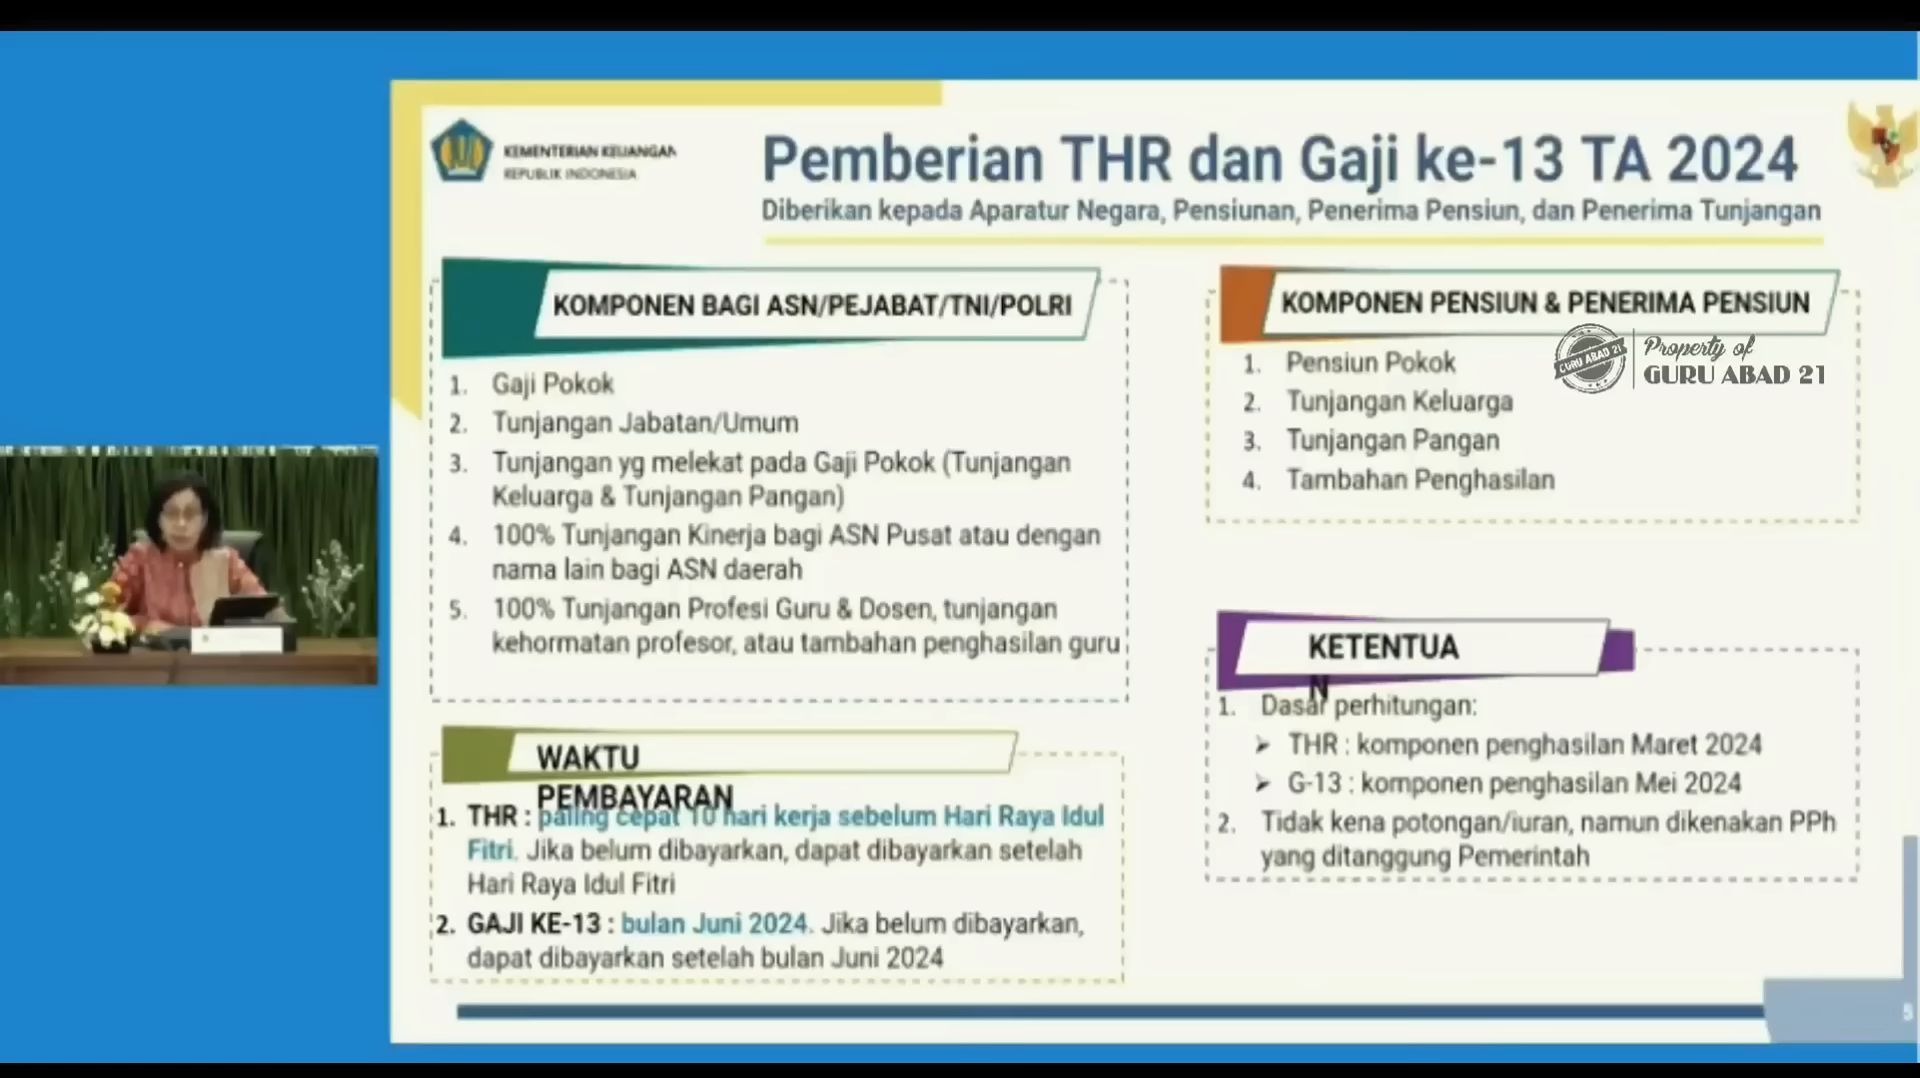 KEMENTERIAN KEUANGAN
REPUBLIK INDONESIA
Pemberian THR dan Gaji ke-13 TA 2024
Diberikan kepada Aparatur Negara, Pensiunan, Penerima Pensiun, dan Penerima Tunjangan
KOMPONEN BAGI ASN/PEJABAT/TNI/POLRI
1. Gaji Pokok
2. Tunjangan Jabatan/Umum
3. Tunjangan yg melekat pada Gaji Pokok (Tunjangan
Keluarga & Tunjangan Pangan)
4. 100% Tunjangan Kinerja bagi ASN Pusat atau dengan
nama lain bagi ASN daerah
5. 100% Tunjangan Profesi Guru & Dosen, tunjangan
kehormatan profesor, atau tambahan penghasilan guru
WAKTU
PEMBAYARAN
1. THR : paling cepat 10 hari kerja sebelum Hari Raya Idul
Fitri. Jika belum dibayarkan, dapat dibayarkan setelah
Hari Raya Idul Fitri
2. GAJI KE-13 : bulan Juni 2024. Jika belum dibayarkan,
dapat dibayarkan setelah bulan Juni 2024
KOMPONEN PENSIUN & PENERIMA PENSIUN
GURU ABAD 21
Property of
GURU ABAD 21
1. Pensiun Pokok
2. Tunjangan Keluarga
3. Tunjangan Pangan
4. Tambahan Penghasilan
KETENTUA
N
1. Dasar perhitungan:
➢ THR : komponen penghasilan Maret 2024
➢ G-13 : komponen penghasilan Mei 2024
2. Tidak kena potongan/iuran, namun dikenakan PPh
yang ditanggung Pemerintah
5